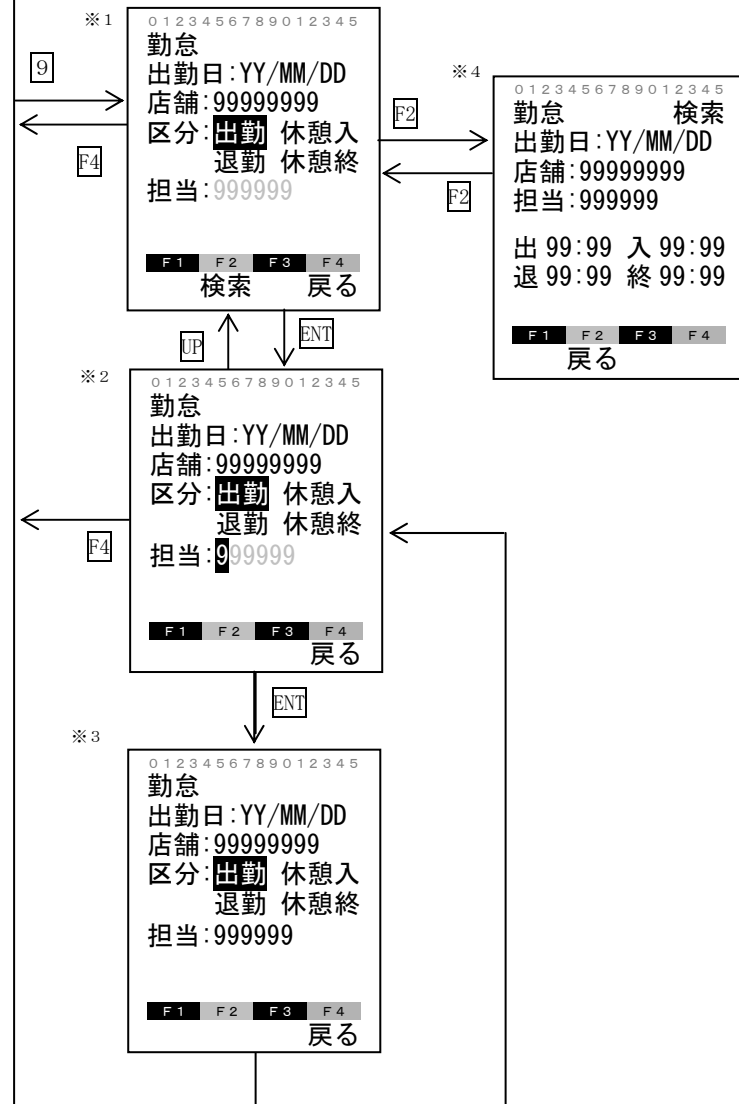 ※1
0123456789012345
勤怠
出勤日:YY/MM/DD
店舗:99999999
区分:出勤 休憩入
退勤 休憩終
担当:999999
F1 F2 F3 F4
検索 戻る
9
F4
F2
F2
※4
0123456789012345
勤怠 検索
出勤日:YY/MM/DD
店舗:99999999
担当:999999
出 99:99 入 99:99
退 99:99 終 99:99
F1 F2 F3 F4
戻る
UP
ENT
※2
0123456789012345
勤怠
出勤日:YY/MM/DD
店舗:99999999
区分:出勤 休憩入
退勤 休憩終
担当:999999
F1 F2 F3 F4
戻る
F4
ENT
※3
0123456789012345
勤怠
出勤日:YY/MM/DD
店舗:99999999
区分:出勤 休憩入
退勤 休憩終
担当:999999
F1 F2 F3 F4
戻る